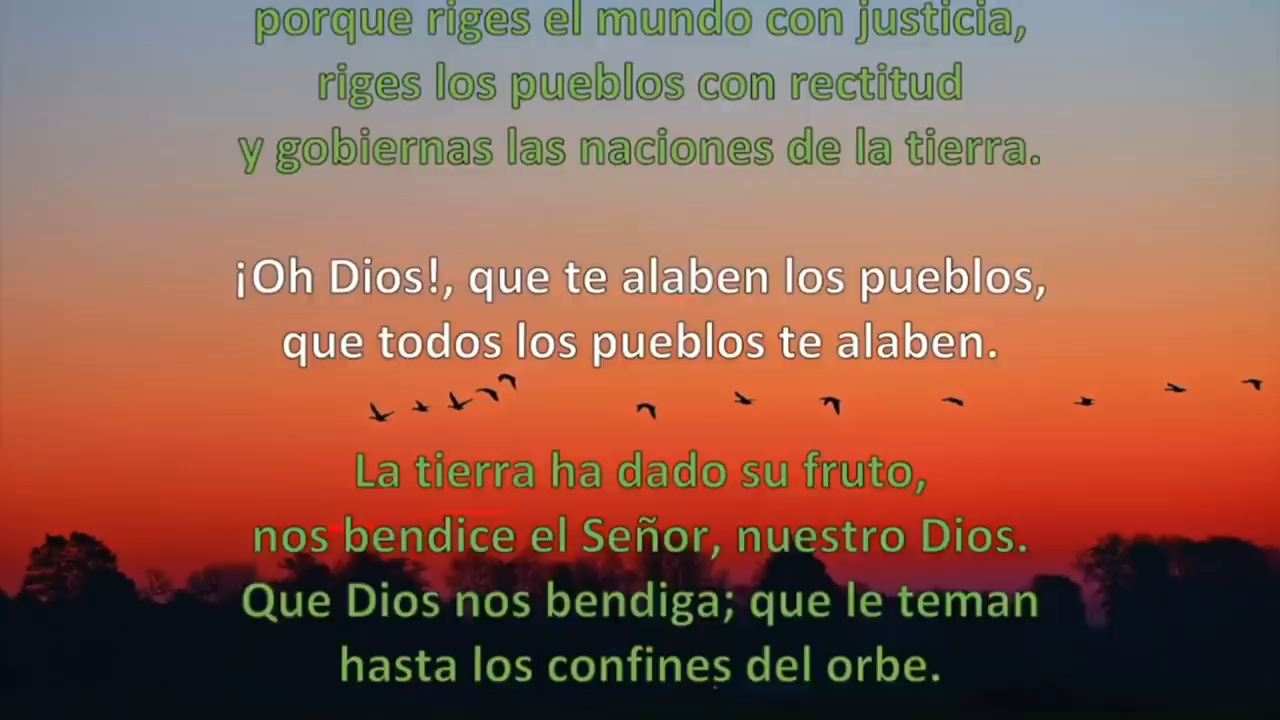 porque riges el mundo con justicia,
riges los pueblos con rectitud
y gobiernas las naciones de la tierra.
¡Oh Dios!, que te alaben los pueblos,
que todos los pueblos te alaben.
La tierra ha dado su fruto,
nos bendice el Señor, nuestro Dios.
Que Dios nos bendiga; que le teman
hasta los confines del orbe.